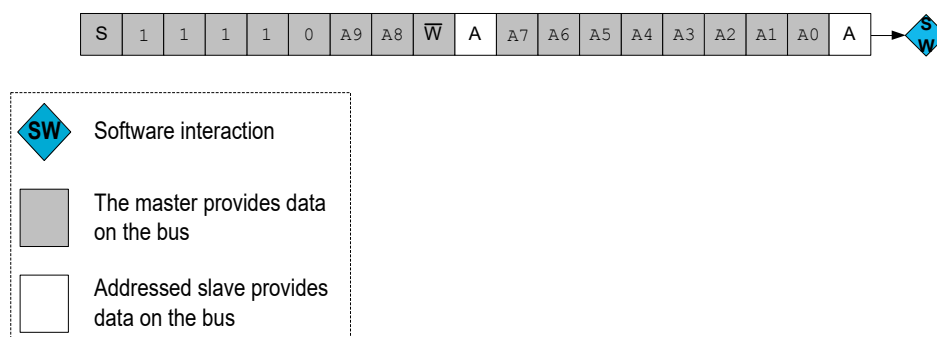 S 1 1 1 1 0 A9 A8 W̅ A A7 A6 A5 A4 A3 A2 A1 A0 A S
W
SW Software interaction
The master provides data
on the bus
Addressed slave provides
data on the bus